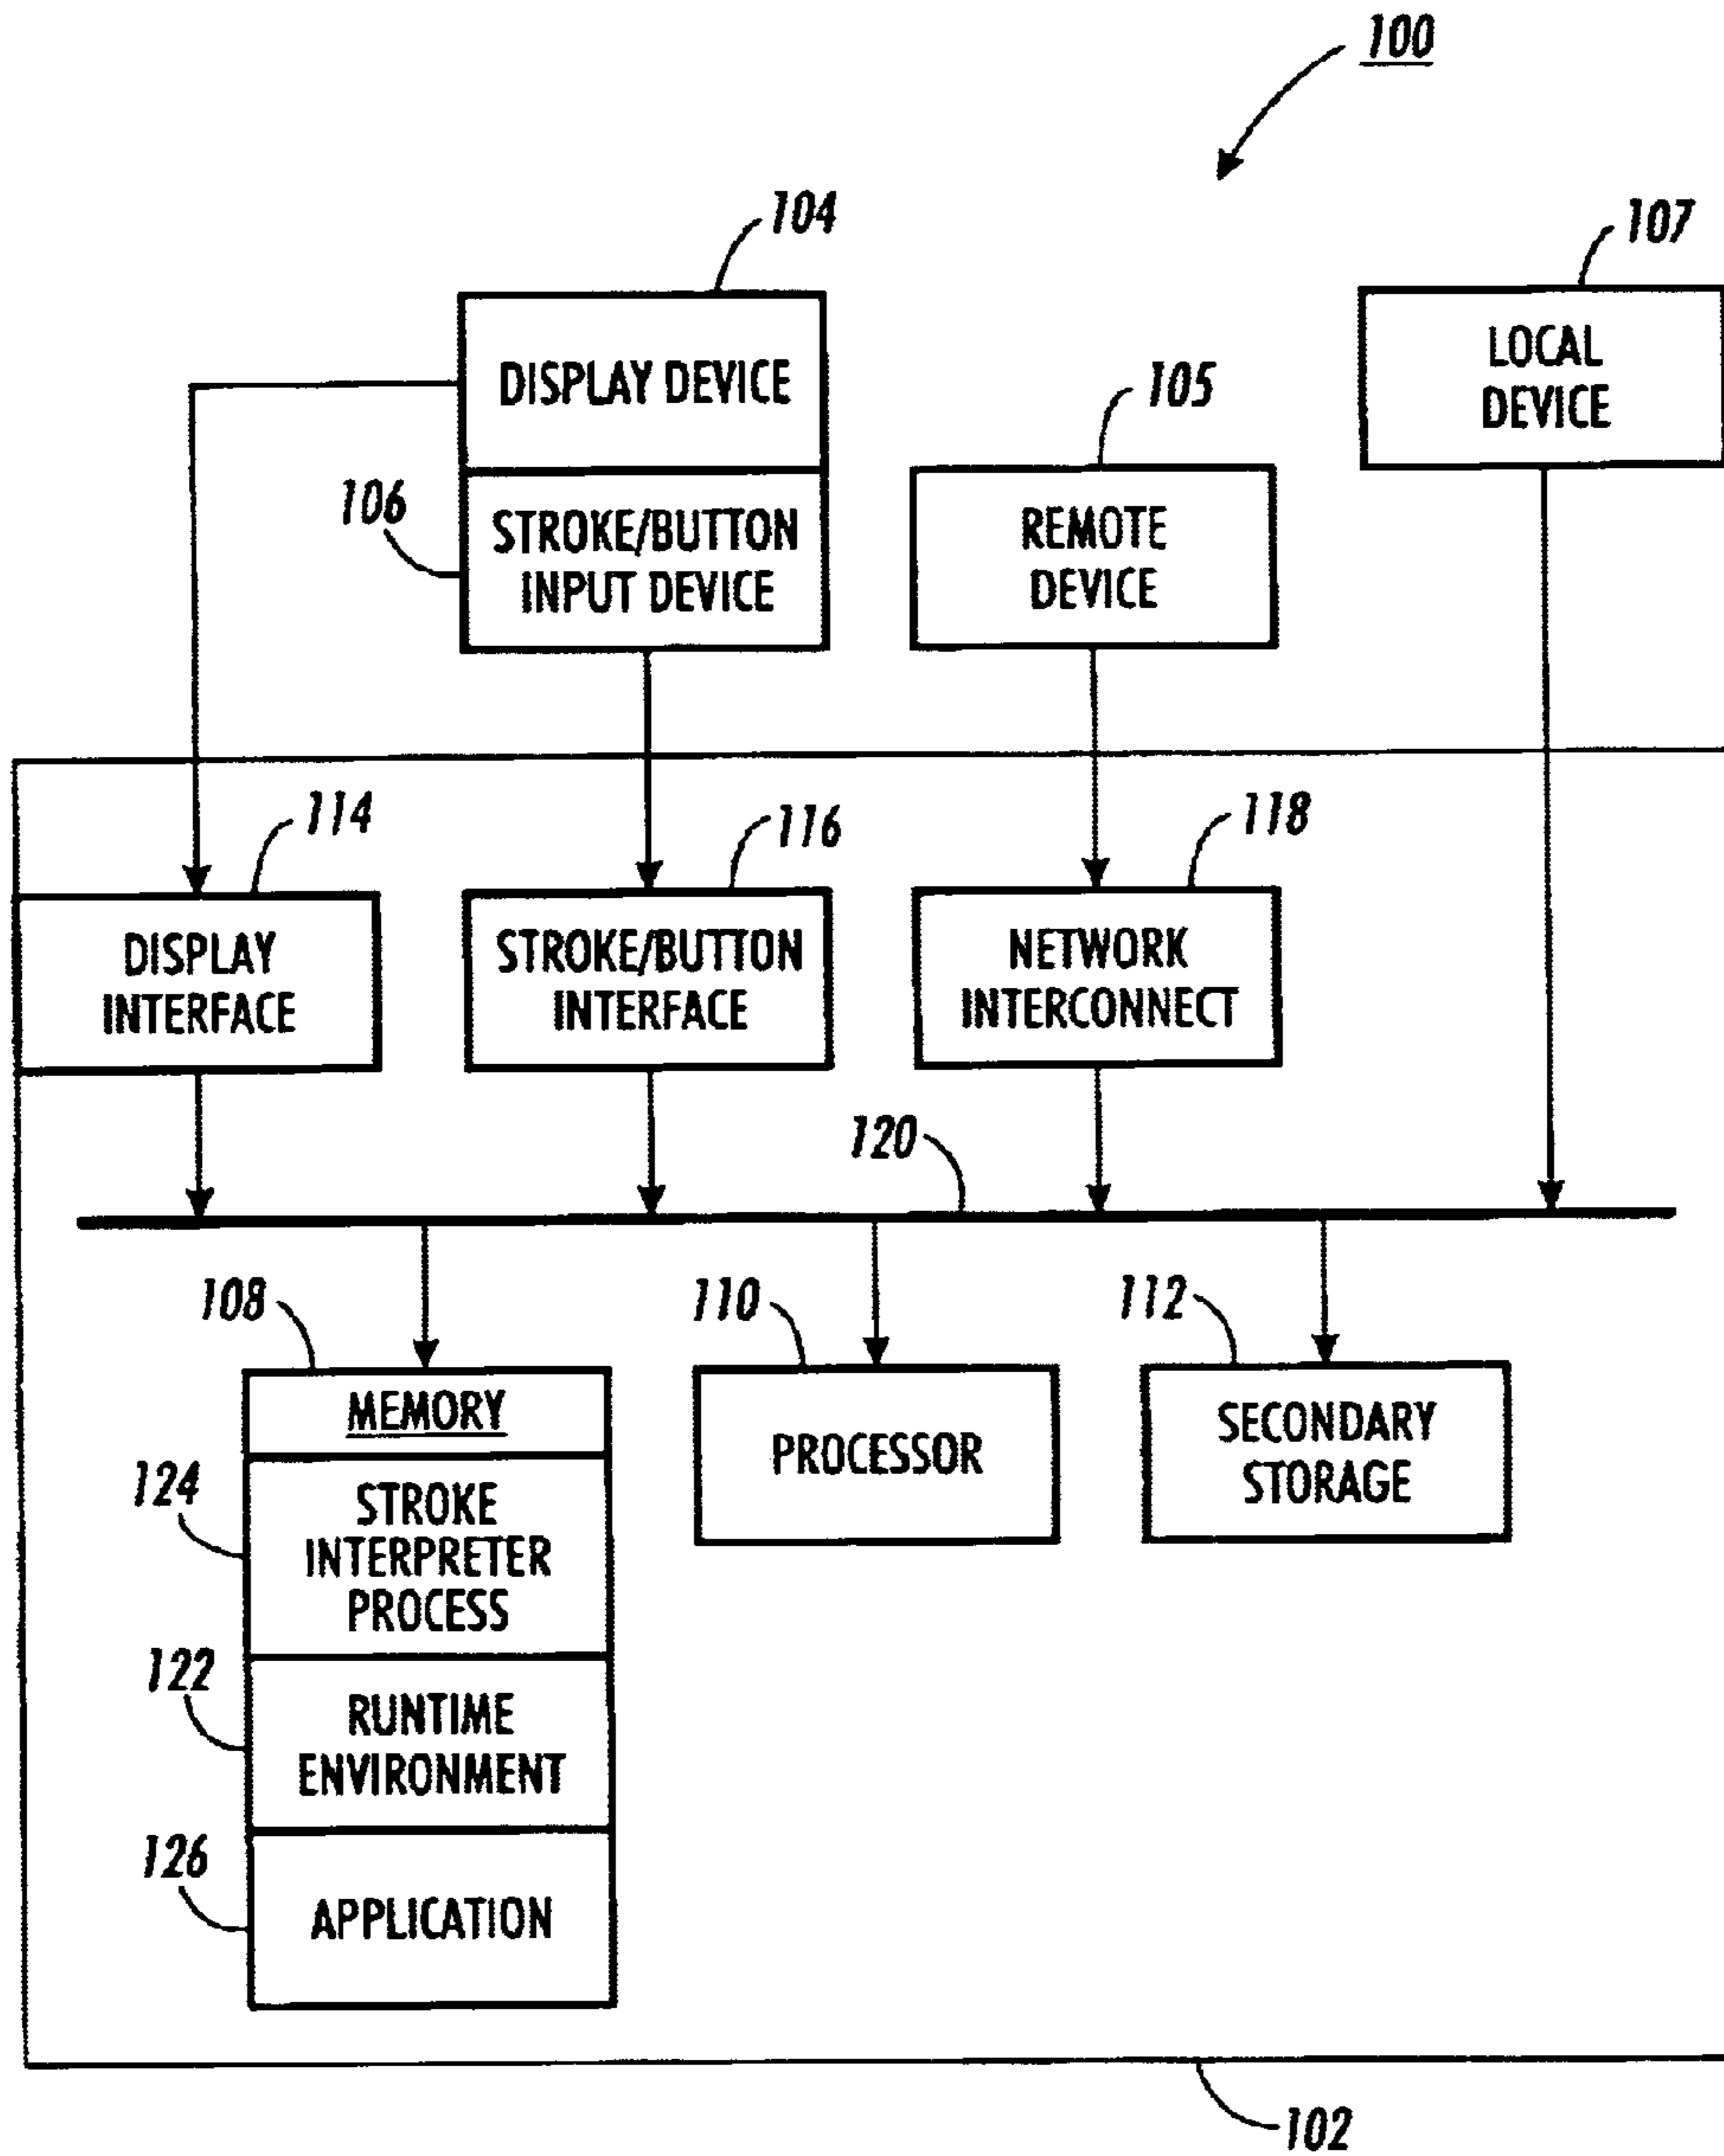 100
104
107
DISPLAY DEVICE
LOCAL
DEVICE
105
106
STROKE/BUTTON
INPUT DEVICE
REMOTE
DEVICE
114
116
118
DISPLAY
INTERFACE
STROKE/BUTTON
INTERFACE
NETWORK
INTERCONNECT
120
108
110
112
MEMORY
PROCESSOR
SECONDARY
STORAGE
124
STROKE
INTERPRETER
PROCESS
122
RUNTIME
ENVIRONMENT
126
APPLICATION
102